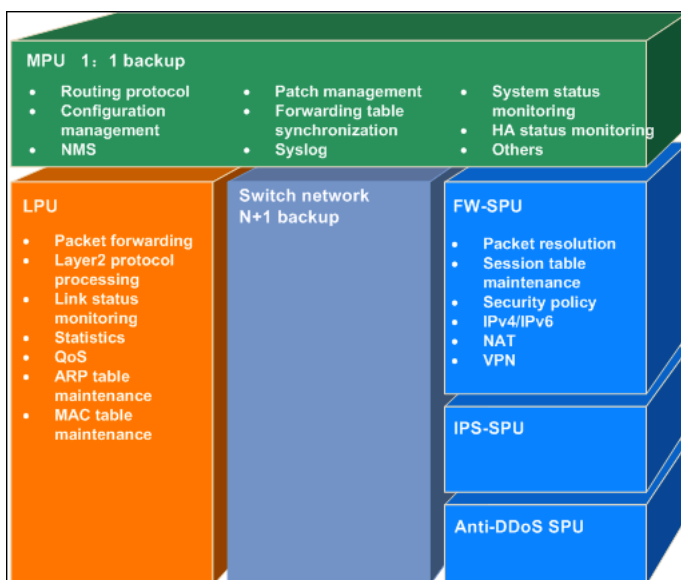 MPU 1：1 backup
• Routing protocol
• Configuration
management
• NMS
• Patch management
• Forwarding table
synchronization
• Syslog
• System status
monitoring
• HA status monitoring
• Others
LPU
• Packet forwarding
• Layer2 protocol
processing
• Link status
monitoring
• Statistics
• QoS
• ARP table
maintenance
• MAC table
maintenance
Switch network
N+1 backup
FW-SPU
• Packet resolution
• Session table
maintenance
• Security policy
• IPv4/IPv6
• NAT
• VPN
IPS-SPU
Anti-DDoS SPU